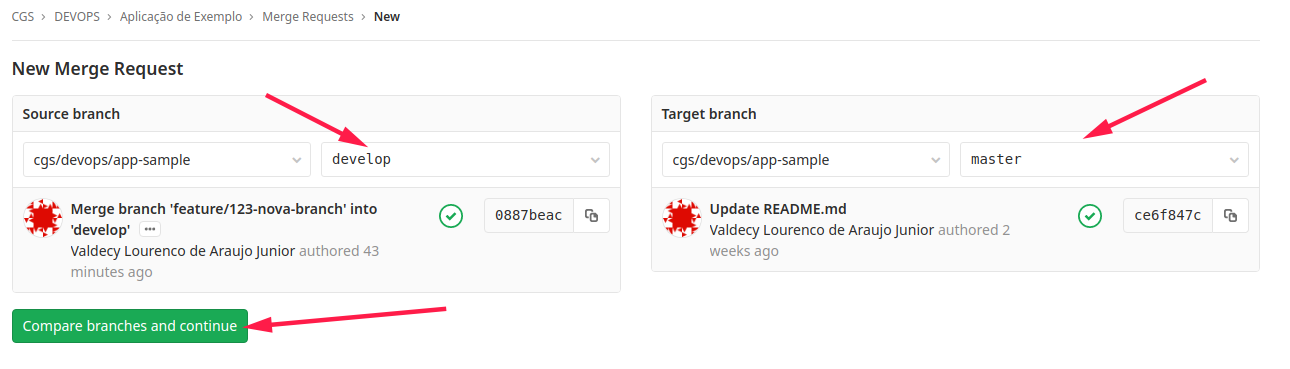 CGS > DEVOPS > Aplicação de Exemplo > Merge Requests > New
New Merge Request
Source branch
cgs/devops/app-sample
develop
Merge branch 'feature/123-nova-branch' into
'develop' •••
Valdecy Lourenco de Araujo Junior authored 43
minutes ago
0887beac
Target branch
cgs/devops/app-sample
master
Update README.md
Valdecy Lourenco de Araujo Junior authored 2
weeks ago
ce6f847c
Compare branches and continue